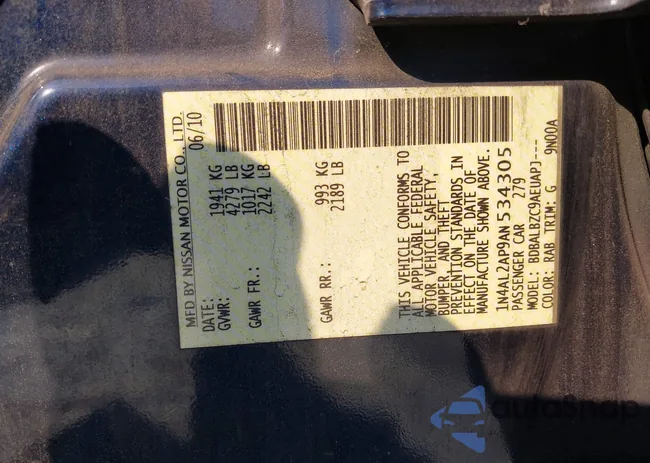 MFD BY NISSAN MOTOR CO., LTD.
DATE: 06/10
GVWR: 1941 KG
4279 LB
GAWR FR.: 1017 KG
2242 LB
GAWR RR.: 993 KG
2189 LB
THIS VEHICLE CONFORMS TO
ALL APPLICABLE FEDERAL
MOTOR VEHICLE SAFETY,
BUMPER, AND THEFT
PREVENTION STANDARDS IN
EFFECT ON THE DATE OF
MANUFACTURE SHOWN ABOVE.
1N4AL2AP9AN534305
PASSENGER CAR 279
MODEL: BDBALBZC9AEUAPJ---
COLOR: RAB TRIM: G 9N00A
autosnap